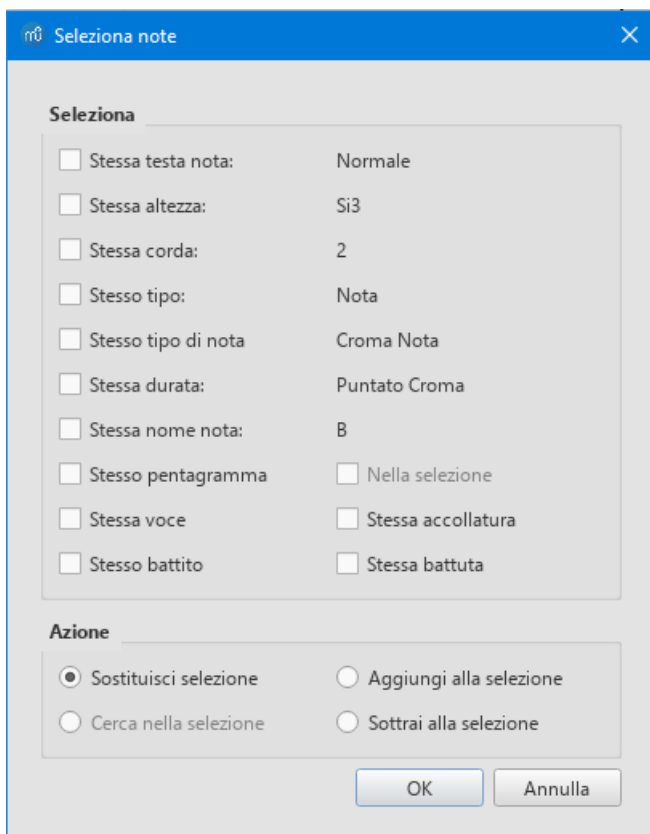 Seleziona note
Seleziona
Stessa testa nota: Normale
Stessa altezza: Si3
Stessa corda: 2
Stesso tipo: Nota
Stesso tipo di nota Croma Nota
Stessa durata: Puntato Croma
Stessa nome nota: B
Stesso pentagramma Nella selezione
Stessa voce Stessa accollatura
Stesso battito Stessa battuta
Azione
Sostituisci selezione Aggiungi alla selezione
Cerca nella selezione Sottrai alla selezione
OK Annulla